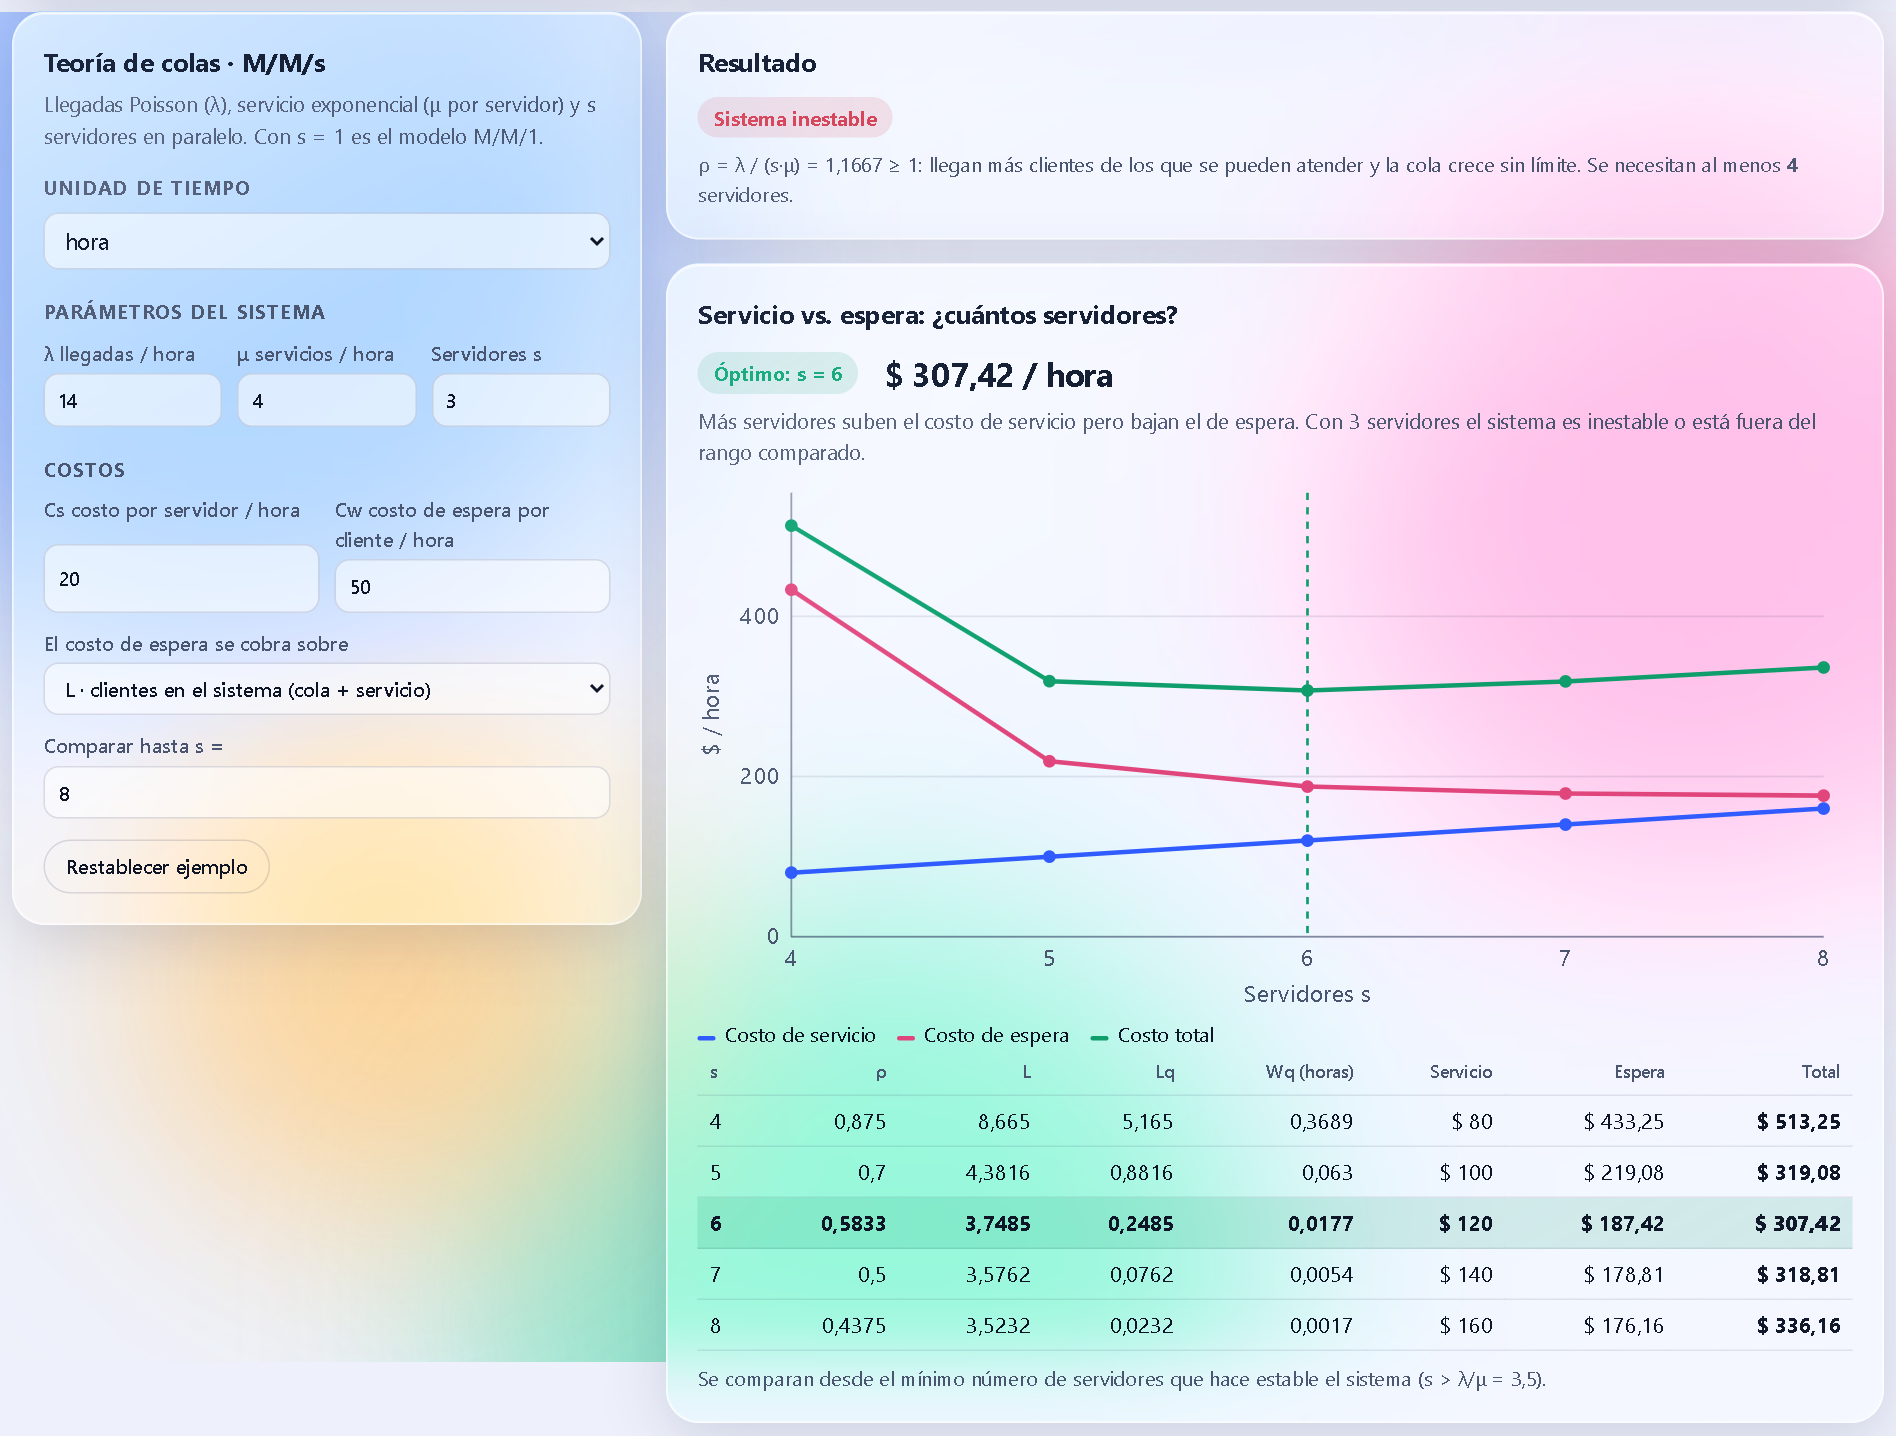 Teoría de colas · M/M/s
Llegadas Poisson (λ), servicio exponencial (μ por servidor) y s
servidores en paralelo. Con s = 1 es el modelo M/M/1.
UNIDAD DE TIEMPO
hora
PARÁMETROS DEL SISTEMA
λ llegadas / hora
μ servicios / hora
Servidores s
14
4
3
COSTOS
Cs costo por servidor / hora
Cw costo de espera por
cliente / hora
20
50
El costo de espera se cobra sobre
L · clientes en el sistema (cola + servicio)
Comparar hasta s =
8
Restablecer ejemplo
Resultado
Sistema inestable
ρ = λ / (s·μ) = 1,1667 ≥ 1: llegan más clientes de los que se pueden atender y la cola crece sin límite. Se necesitan al menos 4
servidores.
Servicio vs. espera: ¿cuántos servidores?
Óptimo: s = 6
$ 307,42 / hora
Más servidores suben el costo de servicio pero bajan el de espera. Con 3 servidores el sistema es inestable o está fuera del
rango comparado.
$ / hora
400
200
0
4 5 6 7 8
Servidores s
Costo de servicio Costo de espera Costo total
s ρ L Lq Wq (horas) Servicio Espera Total
4 0,875 8,665 5,165 0,3689 $ 80 $ 433,25 $ 513,25
5 0,7 4,3816 0,8816 0,063 $ 100 $ 219,08 $ 319,08
6 0,5833 3,7485 0,2485 0,0177 $ 120 $ 187,42 $ 307,42
7 0,5 3,5762 0,0762 0,0054 $ 140 $ 178,81 $ 318,81
8 0,4375 3,5232 0,0232 0,0017 $ 160 $ 176,16 $ 336,16
Se comparan desde el mínimo número de servidores que hace estable el sistema (s > λ/μ = 3,5).